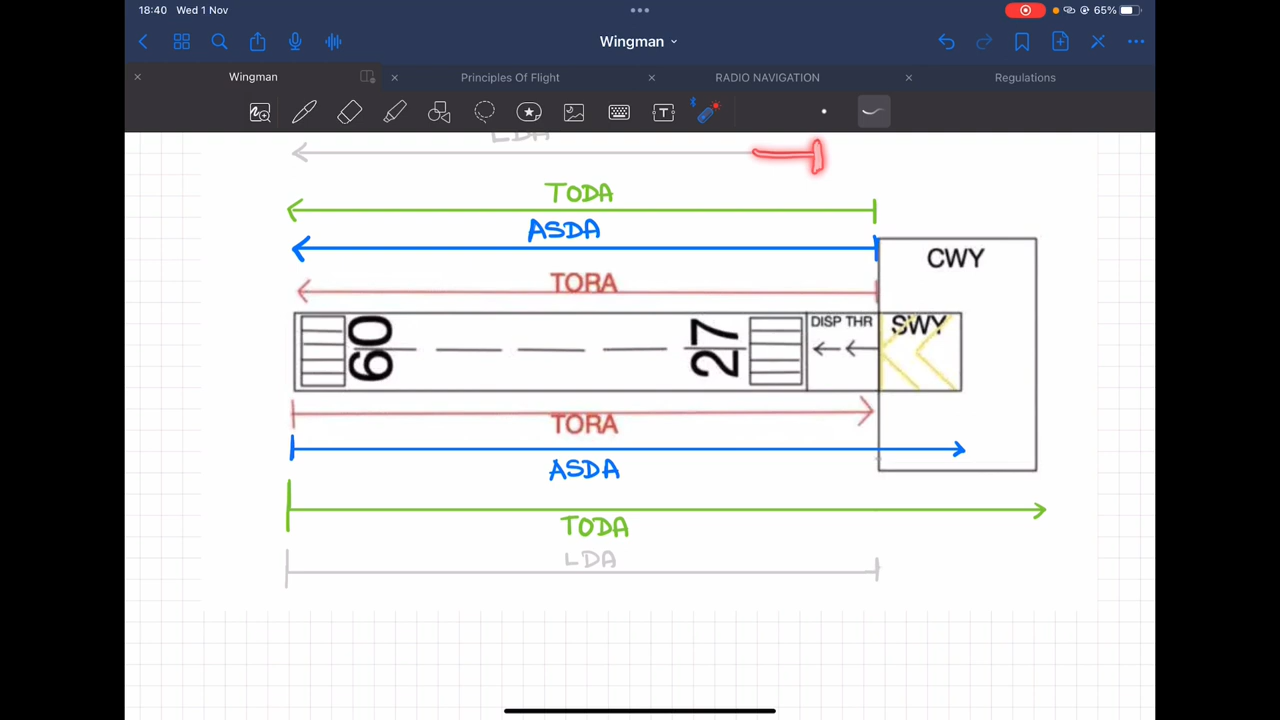 18:40 Wed 1 Nov
65%
Wingman
Wingman Principles Of Flight RADIO NAVIGATION Regulations
T
LDA
TODA
ASDA
CWY
TORA
09 27 DISP THR SWY
TORA
ASDA
TODA
LDA